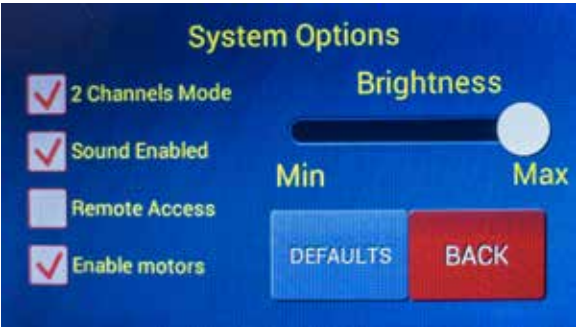 System Options
2 Channels Mode
Sound Enabled
Remote Access
Enable motors
Brightness
Min Max
DEFAULTS BACK